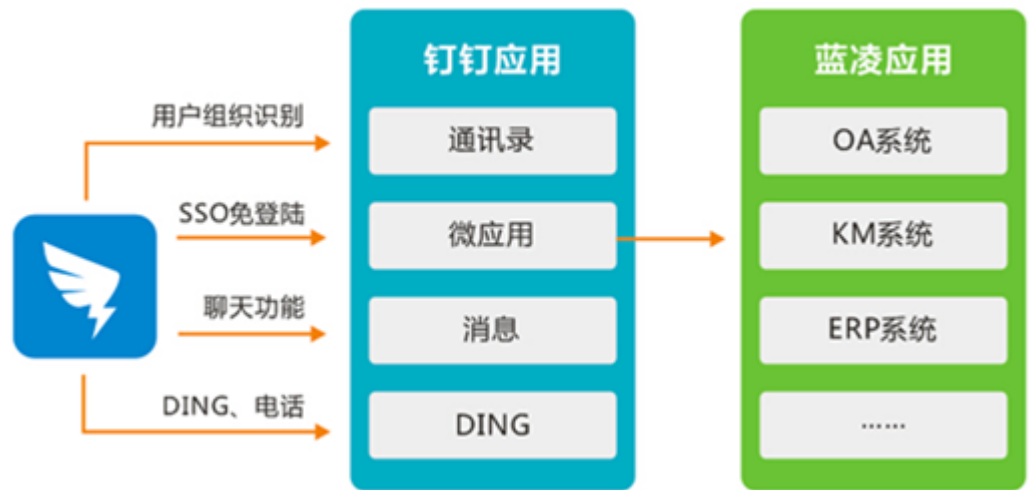 钉钉应用
蓝凌应用
用户组织识别
通讯录
OA系统
SSO免登陆
微应用
KM系统
聊天功能
消息
ERP系统
DING、电话
DING
……